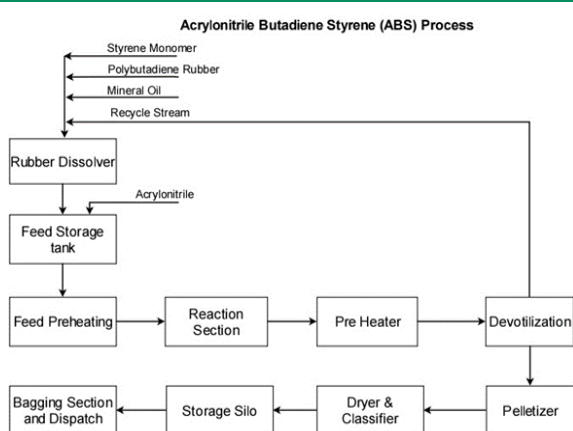 Acrylonitrile Butadiene Styrene (ABS) Process
Styrene Monomer
Polybutadiene Rubber
Mineral Oil
Recycle Stream
Rubber Dissolver
Acrylonitrile
Feed Storage
tank
Feed Preheating
Reaction
Section
Pre Heater
Devotilization
Bagging Section
and Dispatch
Storage Silo
Dryer &
Classifier
Pelletizer